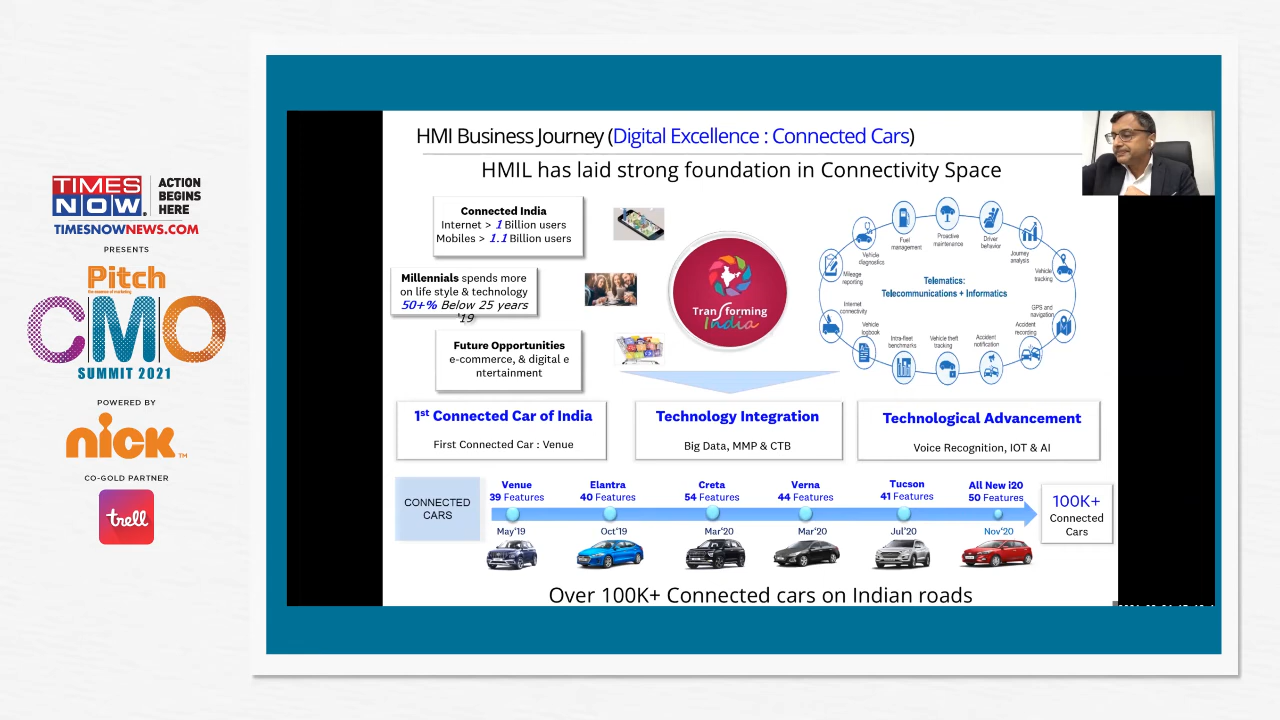 TIMES
NOW.
ACTION
BEGINS
HERE
TIMESNOWNEWS.COM
PRESENTS
Pitch
CMO
SUMMIT 2021
POWERED BY
nick
TM
CO-GOLD PARTNER
trell
HMI Business Journey (Digital Excellence : Connected Cars)
HMIL has laid strong foundation in Connectivity Space
Connected India
Internet > 1 Billion users
Mobiles > 1.1 Billion users
Millennials spends more
on life style & technology
50+% Below 25 years
'19
Future Opportunities
e-commerce, & digital e
ntertainment
Transforming
India
Telematics:
Telecommunications + Informatics
Fuel
management
Proactive
maintenance
Driver
behavior
Journey
analysis
Vehicle
tracking
GPS and
navigation
Accident
recording
Accident
notification
Vehicle theft
tracking
Intra-fleet
benchmarks
Vehicle
logbook
Internet
connectivity
Mileage
reporting
Vehicle
diagnostics
1st Connected Car of India
First Connected Car : Venue
Technology Integration
Big Data, MMP & CTB
Technological Advancement
Voice Recognition, IOT & AI
CONNECTED
CARS
Venue
39 Features
May'19
Elantra
40 Features
Oct'19
Creta
54 Features
Mar'20
Verna
44 Features
Mar'20
Tucson
41 Features
Jul'20
All New i20
50 Features
Nov'20
100K+
Connected
Cars
Over 100K+ Connected cars on Indian roads